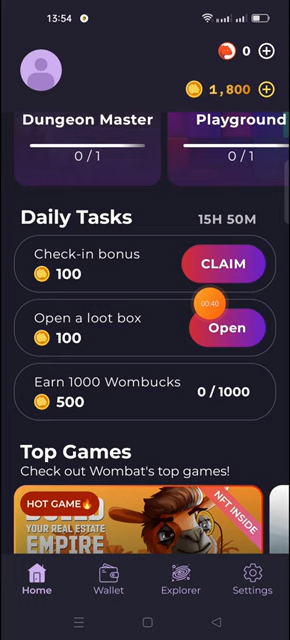 13:54
0
1,800
Dungeon Master
Playground
0 / 1
0 / 1
Daily Tasks
15H 50M
Check-in bonus
100
CLAIM
00:40
Open a loot box
100
Open
Earn 1000 Wombucks
500
0 / 1000
Top Games
Check out Wombat's top games!
HOT GAME🔥
NFT INSIDE
BUILD
YOUR REAL ESTATE
EMPIRE
Home
Wallet
Explorer
Settings